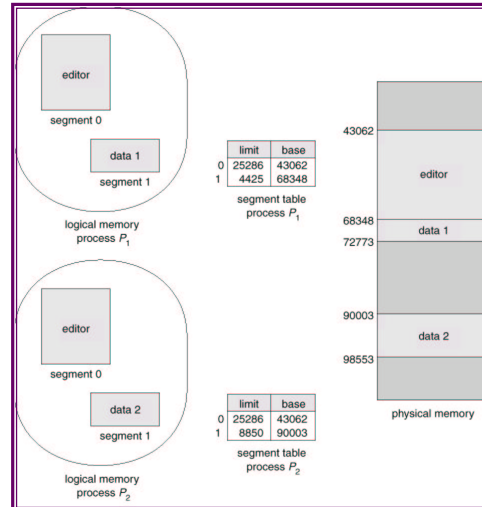 editor
segment 0
data 1
segment 1
logical memory
process P1
limit base
0 25286 43062
1 4425 68348
segment table
process P1
43062
editor
68348
data 1
72773
90003
data 2
98553
physical memory
editor
segment 0
data 2
segment 1
logical memory
process P2
limit base
0 25286 43062
1 8850 90003
segment table
process P2